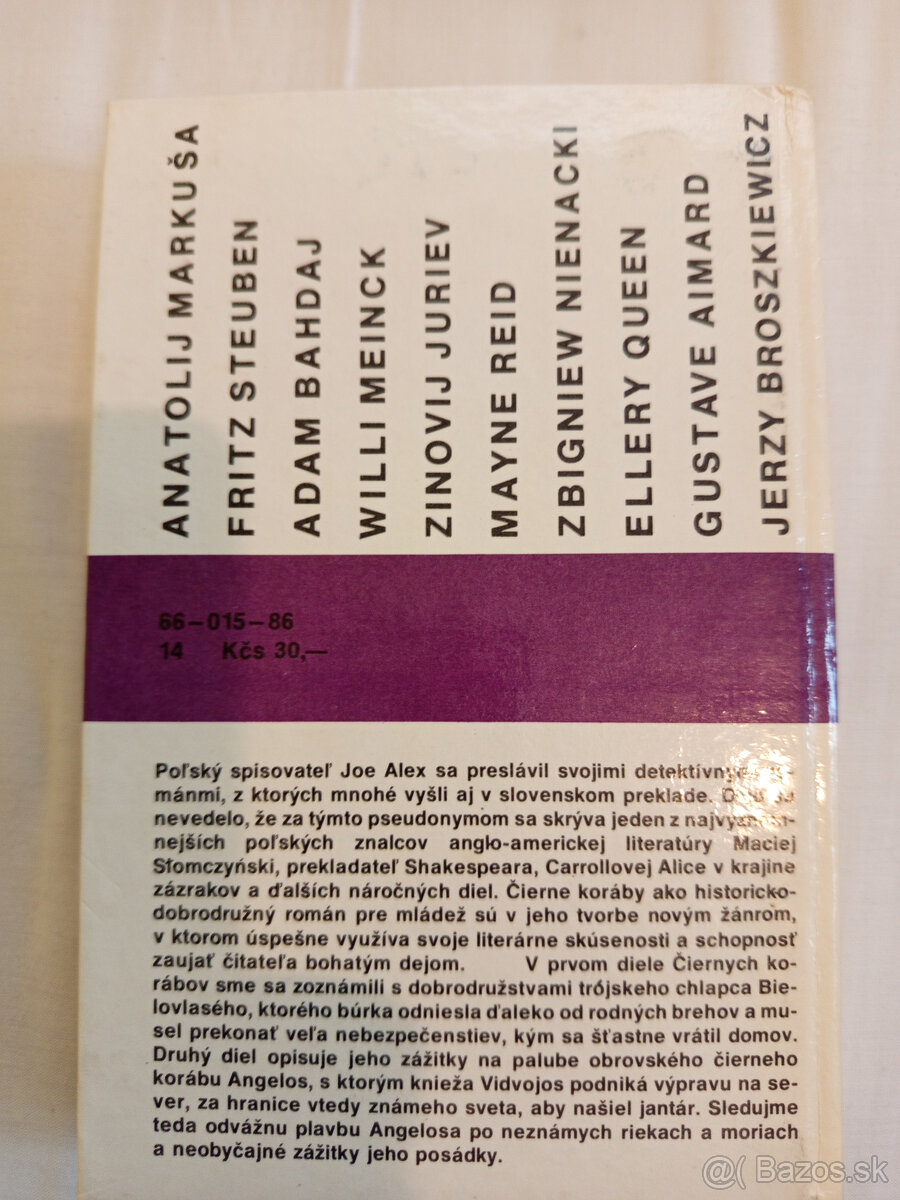 ANATOLIJ MARKUŠA
FRITZ STEUBEN
ADAM BAHDAJ
WILLI MEINCK
ZINOVIJ JURIEV
MAYNE REID
ZBIGNIEW NIENACKI
ELLERY QUEEN
GUSTAVE AIMARD
JERZY BROSZKIEWICZ
66–015–86
14 Kčs 30,—
Poľský spisovateľ Joe Alex sa preslávil svojimi
mánmi, z ktorých mnohé vyšli aj v slovenskom preklade.
nevedelo, že za týmto pseudonymom sa skrýva jeden z najvýznam-
nejších poľských znalcov anglo-americkej literatúry Maciej
Słomczyński, prekladateľ Shakespeara, Carrollovej Alice v krajine
zázrakov a ďalších náročných diel. Čierne koráby ako historicko-
dobrodružný román pre mládež sú v jeho tvorbe novým žánrom,
v ktorom úspešne využíva svoje literárne skúsenosti a schopnosť
zaujať čitateľa bohatým dejom. V prvom diele Čiernych ko-
rábov sme sa zoznámili s dobrodružstvami trójskeho chlapca Bie-
lovlasého, ktorého búrka odniesla ďaleko od rodných brehov a mu-
sel prekonať veľa nebezpečenstiev, kým sa šťastne vrátil domov.
Druhý diel opisuje jeho zážitky na palube obrovského čierneho
korábu Angelos, s ktorým knieža Vidvojos podniká výpravu na se-
ver, za hranice vtedy známeho sveta, aby našiel jantár. Sledujme
teda odvážnu plavbu Angelosa po neznámych riekach a moriach
a neobyčajné zážitky jeho posádky.
@( Bazos.sk